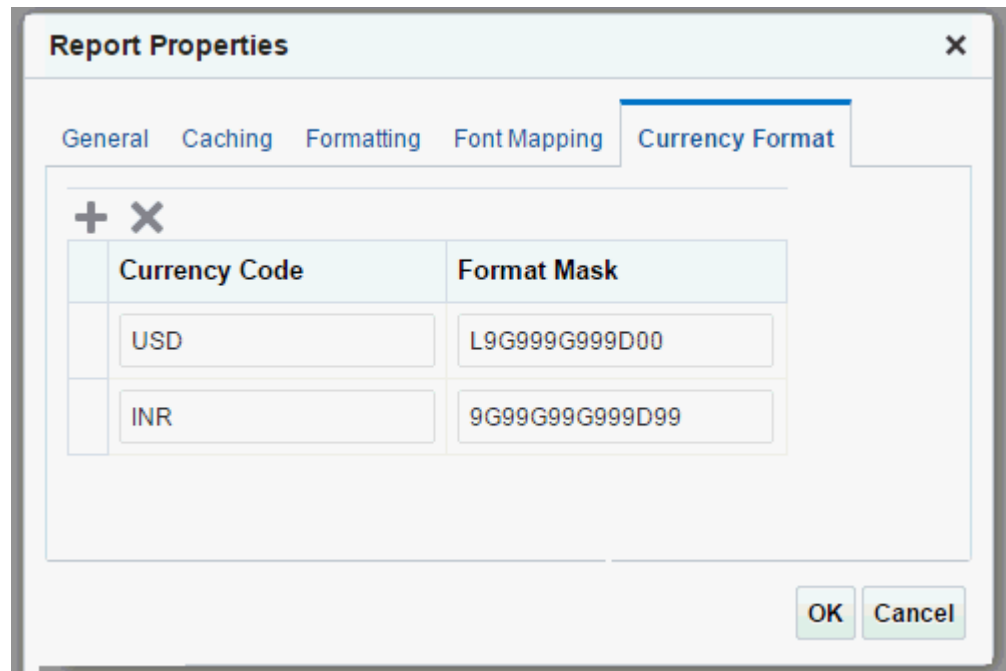 Report Properties
General Caching Formatting Font Mapping Currency Format
Currency Code Format Mask
USD L9G999G999D00
INR 9G99G99G999D99
OK Cancel